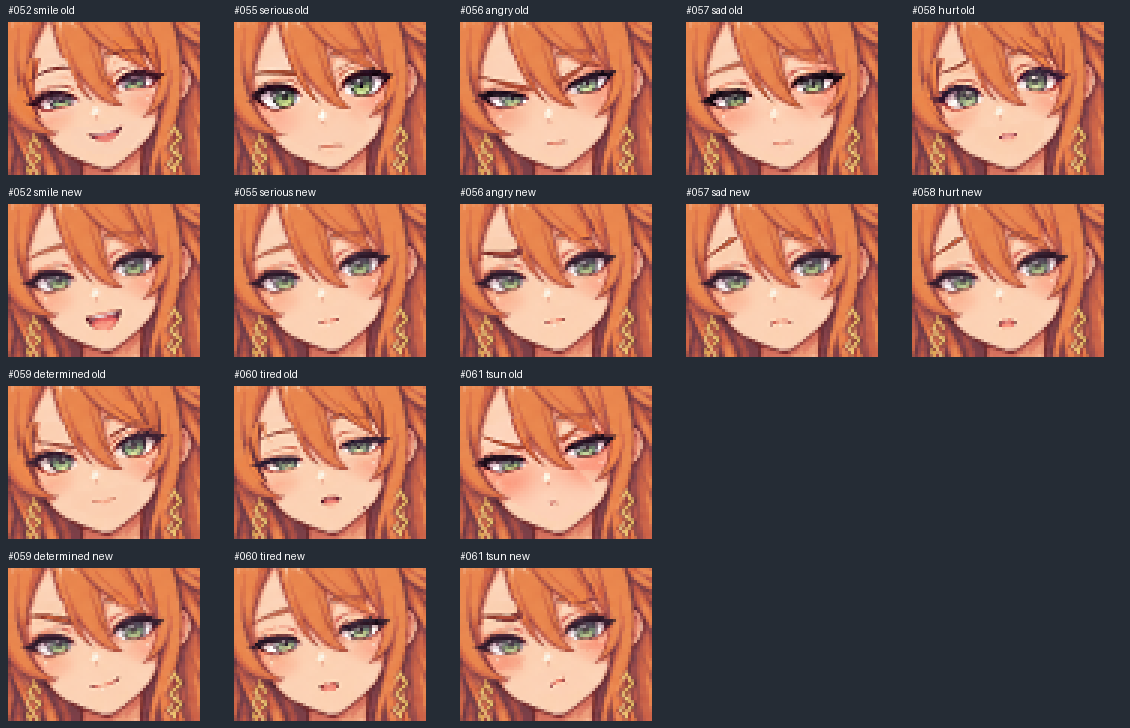 #052 smile old
#055 serious old
#056 angry old
#057 sad old
#058 hurt old
#052 smile new
#055 serious new
#056 angry new
#057 sad new
#058 hurt new
#059 determined old
#060 tired old
#061 tsun old
#059 determined new
#060 tired new
#061 tsun new